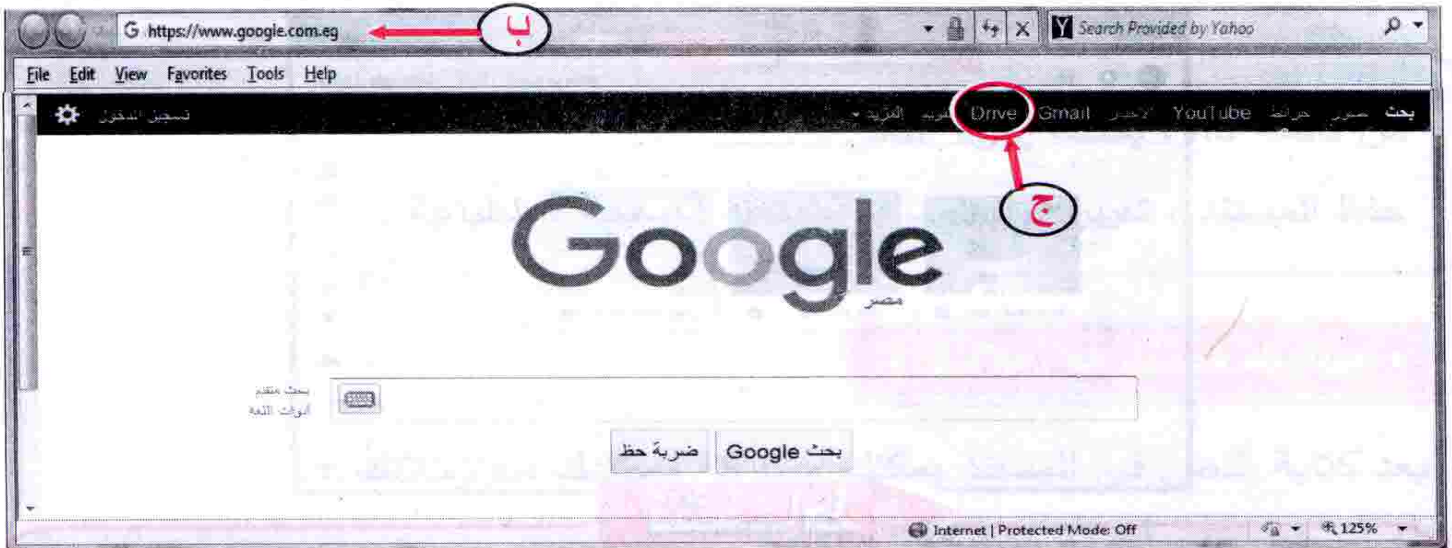 G https://www.google.com.eg ب Y Search Provided by Yahoo
File Edit View Favorites Tools Help
بحث صور خرائط YouTube الأخبار Gmail Drive تقويم المزيد تسجيل الدخول
ج
Google
مصر
بحث متقدم
أدوات اللغة
بحث Google ضربة حظ
Internet | Protected Mode: Off 125%